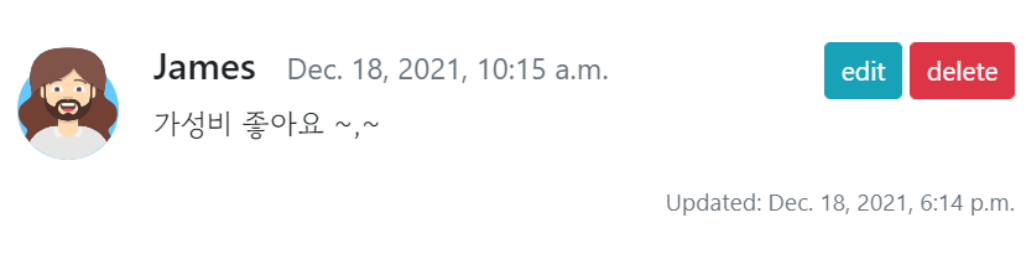 James Dec. 18, 2021, 10:15 a.m. edit delete
가성비 좋아요 ~,~
Updated: Dec. 18, 2021, 6:14 p.m.